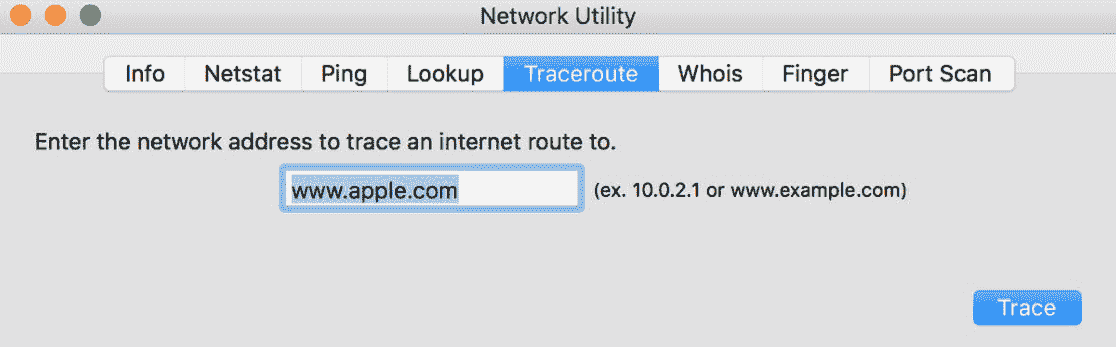 Network Utility
Info Netstat Ping Lookup Traceroute Whois Finger Port Scan
Enter the network address to trace an internet route to.
www.apple.com (ex. 10.0.2.1 or www.example.com)
Trace